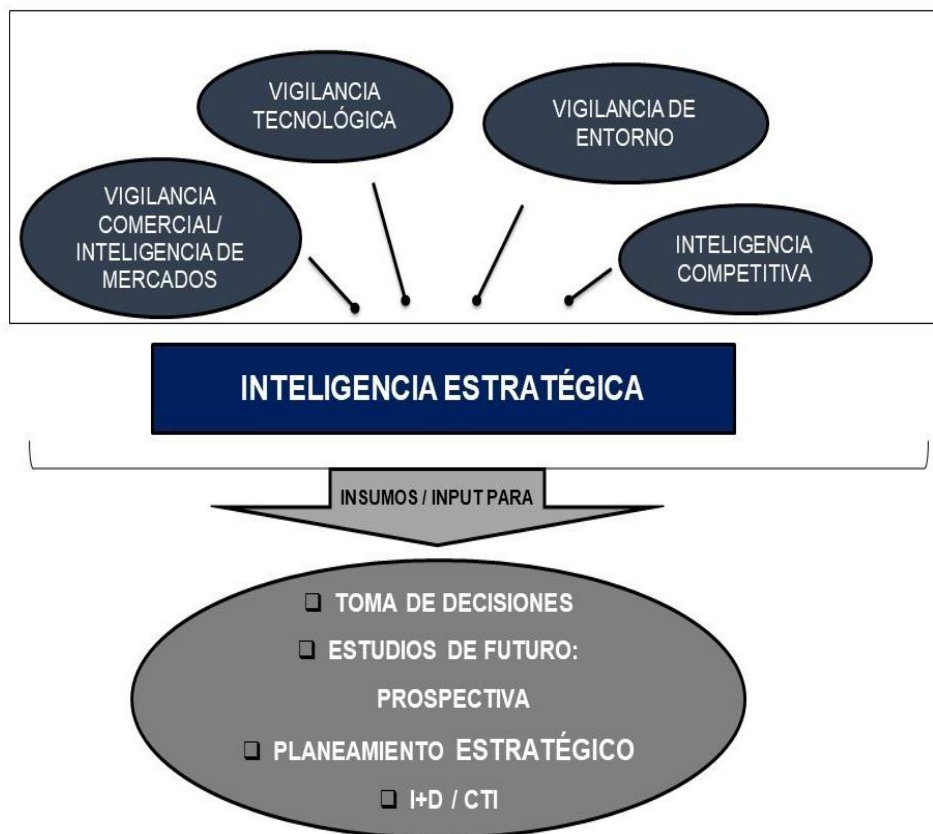 VIGILANCIA
TECNOLÓGICA
VIGILANCIA DE
ENTORNO
VIGILANCIA
COMERCIAL/
INTELIGENCIA DE
MERCADOS
INTELIGENCIA
COMPETITIVA
INTELIGENCIA ESTRATÉGICA
INSUMOS / INPUT PARA
❑ TOMA DE DECISIONES
❑ ESTUDIOS DE FUTURO:
PROSPECTIVA
❑ PLANEAMIENTO ESTRATÉGICO
❑ I+D / CTI